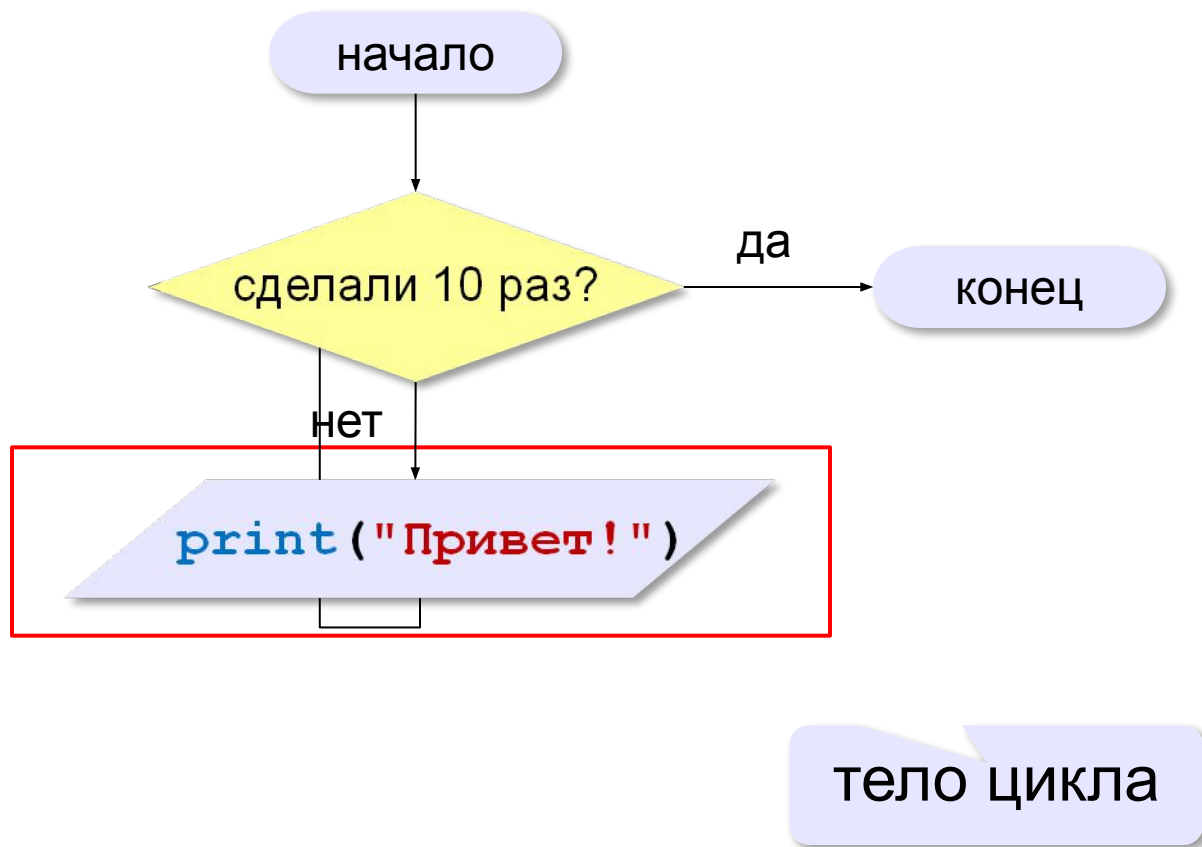 начало
сделали 10 раз?
да
конец
нет
print("Привет!")
тело цикла